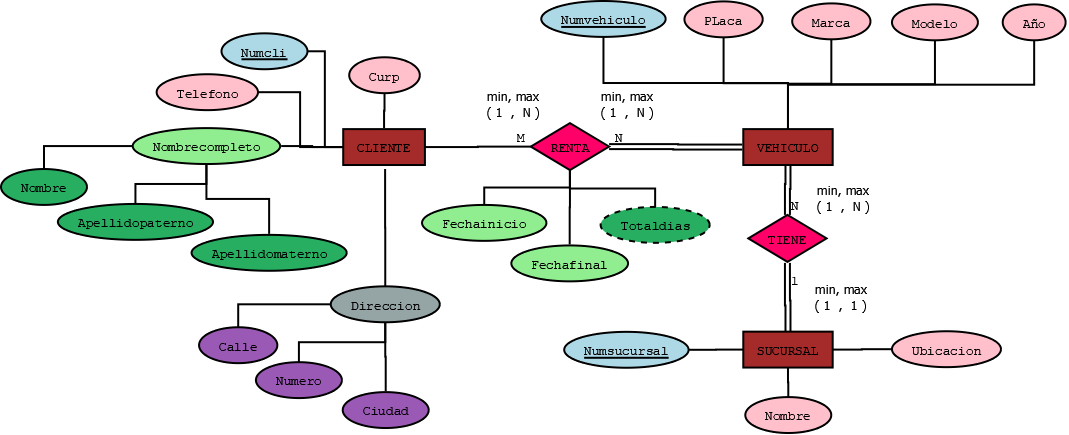 Numvehiculo
PLaca
Marca
Modelo
Año
Numcli
Curp
Telefono
min, max
( 1 , N )
min, max
( 1 , N )
Nombrecompleto
CLIENTE
M
RENTA
N
VEHICULO
Nombre
Apellidopaterno
Apellidomaterno
Fechainicio
Totaldias
Fechafinal
min, max
( 1 , N )
N
TIENE
1
min, max
( 1 , 1 )
Direccion
Calle
Numero
Ciudad
Numsucursal
SUCURSAL
Ubicacion
Nombre